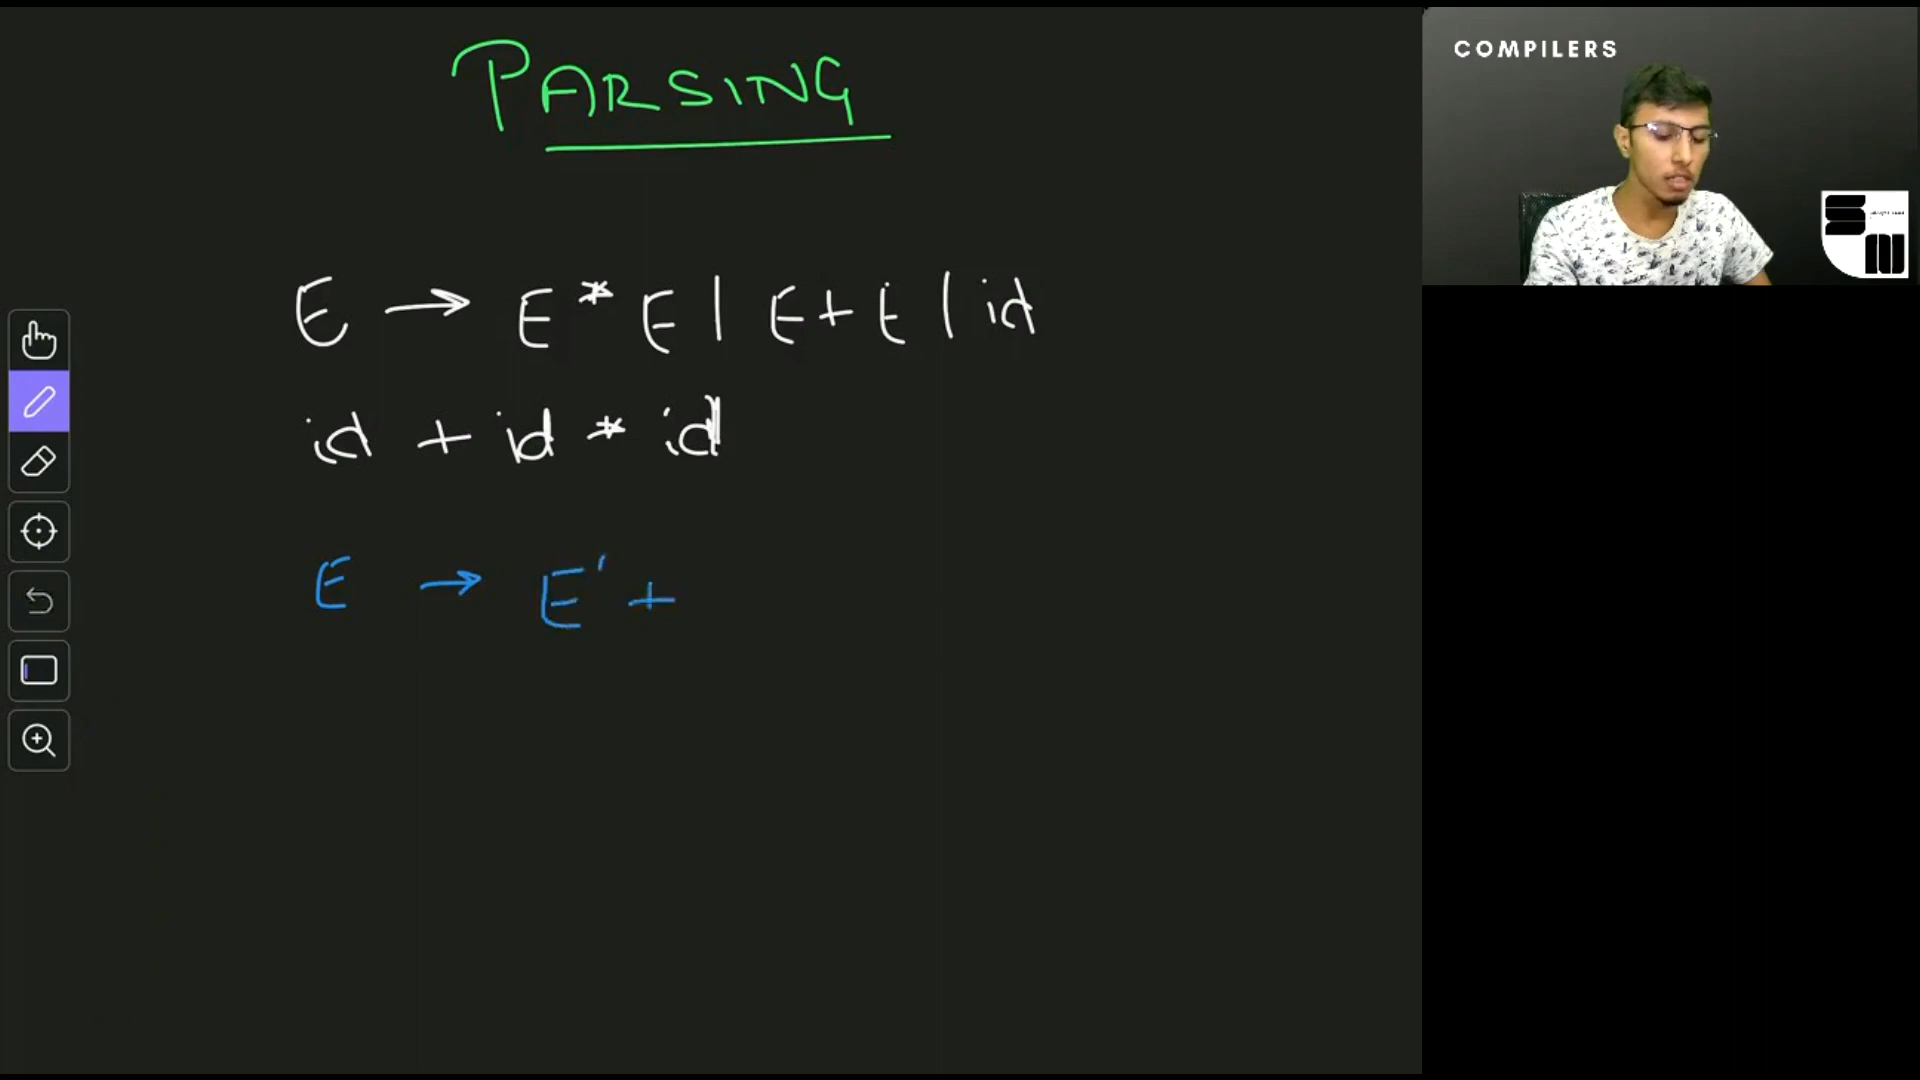 PARSING
COMPILERS
E → E * E | E + E | id
id + id * id
E → E' +